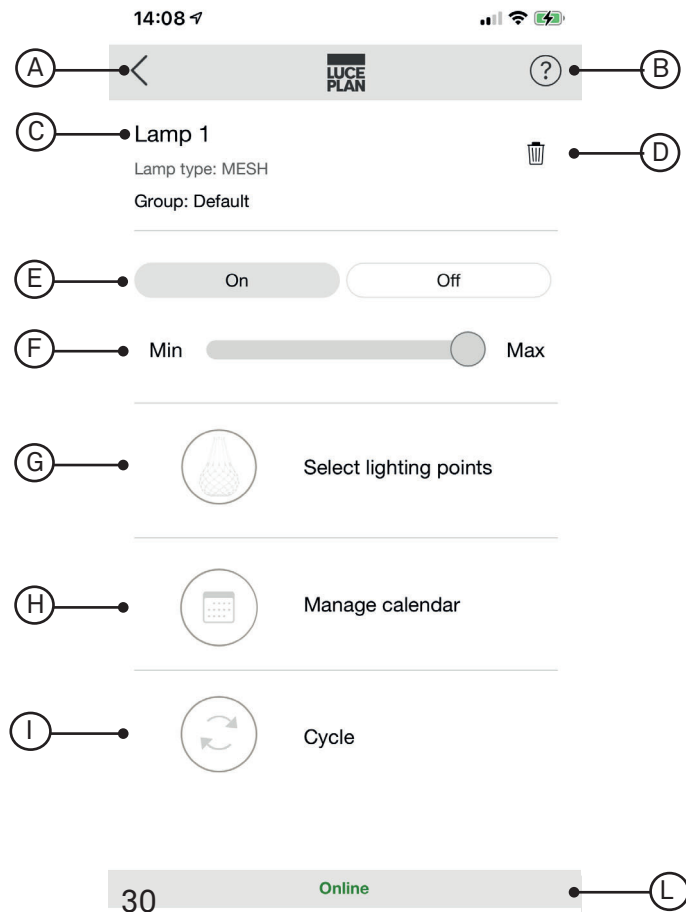 14:08
A
LUCE
PLAN
?
B
C
Lamp 1
D
Lamp type: MESH
Group: Default
E
On
Off
F
Min
Max
G
Select lighting points
H
Manage calendar
I
Cycle
Online
L
30